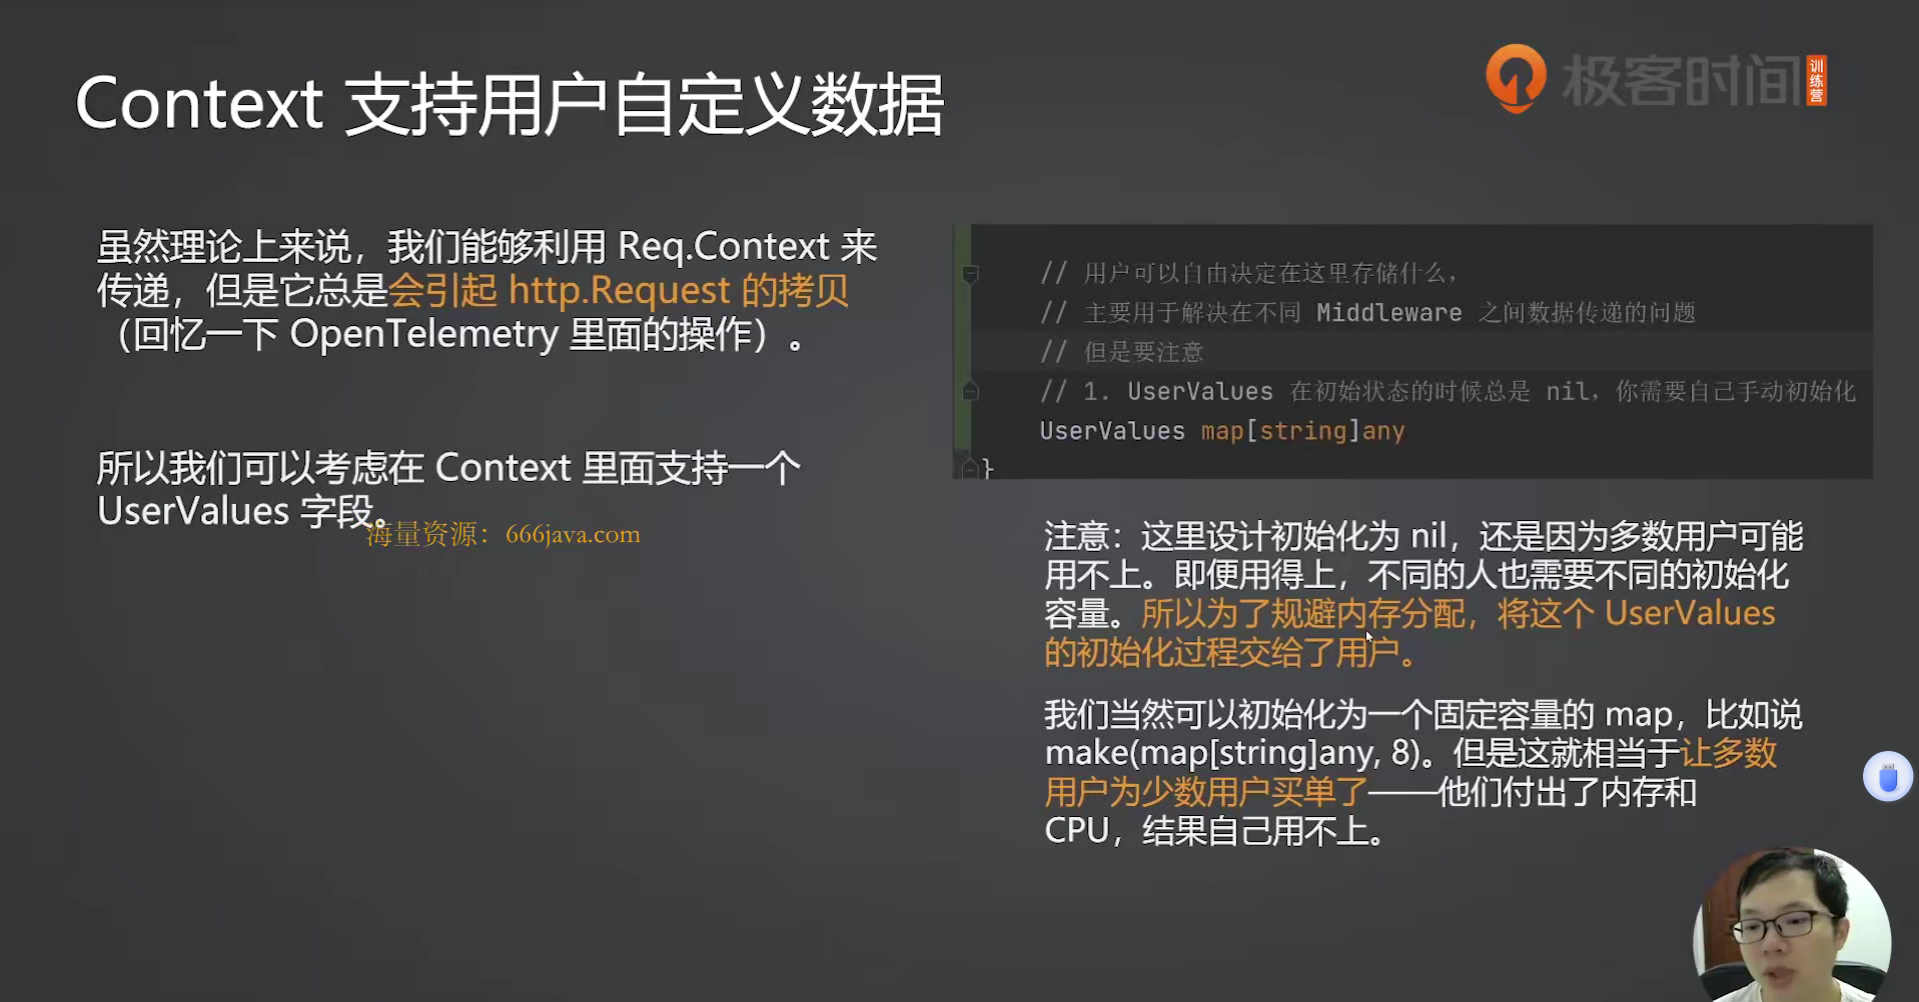 Context 支持用户自定义数据
极客时间
训练营
虽然理论上来说，我们能够利用 Req.Context 来
传递，但是它总是会引起 http.Request 的拷贝
（回忆一下 OpenTelemetry 里面的操作）。
所以我们可以考虑在 Context 里面支持一个
UserValues 字段。
海量资源：666java.com
// 用户可以自由决定在这里存储什么，
// 主要用于解决在不同 Middleware 之间数据传递的问题
// 但是要注意
// 1. UserValues 在初始状态的时候总是 nil，你需要自己手动初始化
UserValues map[string]any
}
注意：这里设计初始化为 nil，还是因为多数用户可能
用不上。即便用得上，不同的人也需要不同的初始化
容量。所以为了规避内存分配，将这个 UserValues
的初始化过程交给了用户。
我们当然可以初始化为一个固定容量的 map，比如说
make(map[string]any, 8)。但是这就相当于让多数
用户为少数用户买单了——他们付出了内存和
CPU，结果自己用不上。